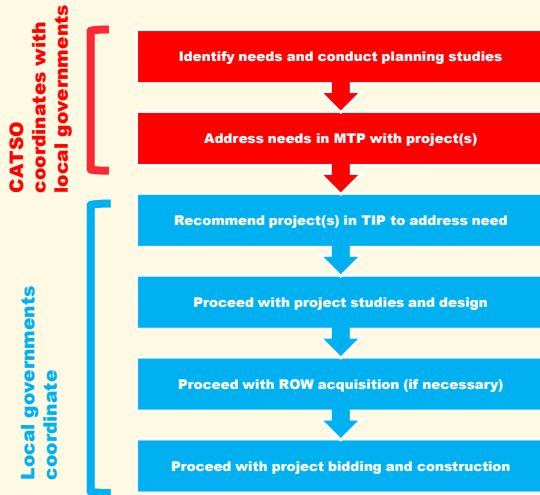 CATSO
coordinates with
local governments
Identify needs and conduct planning studies
Address needs in MTP with project(s)
Local governments
coordinate
Recommend project(s) in TIP to address need
Proceed with project studies and design
Proceed with ROW acquisition (if necessary)
Proceed with project bidding and construction